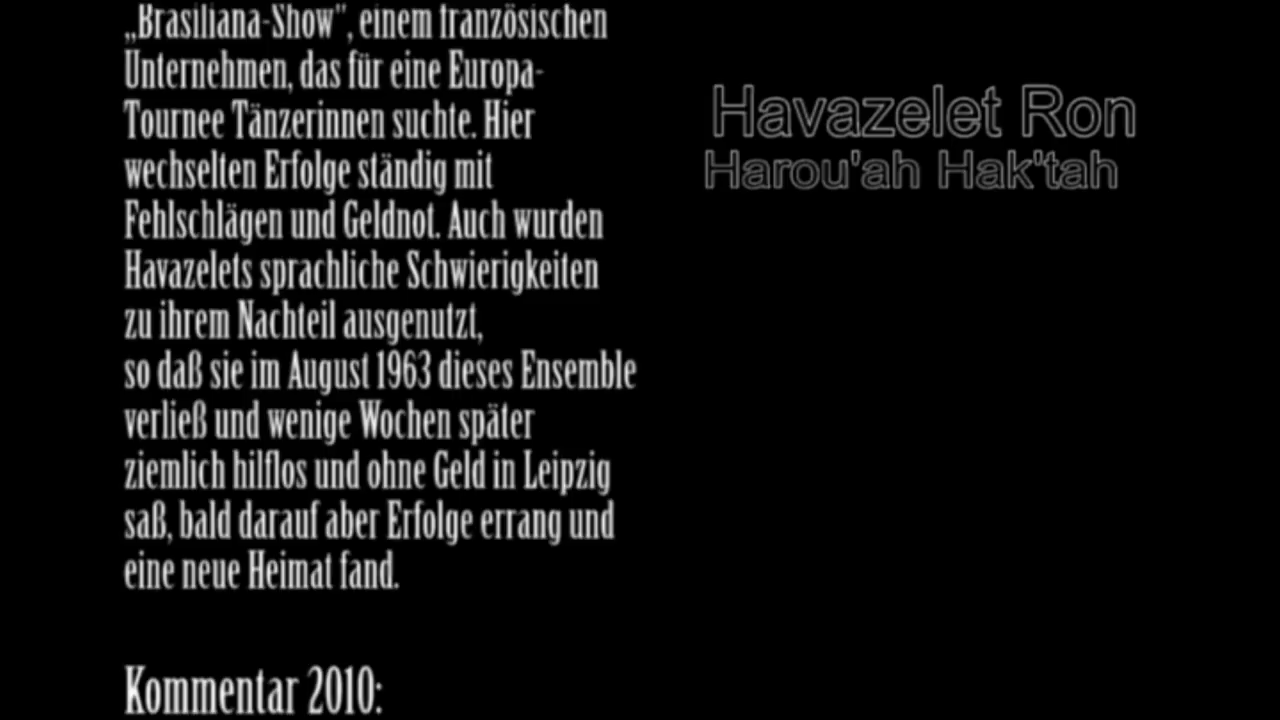 „Brasiliana-Show", einem französischen
Unternehmen, das für eine Europa-
Tournee Tänzerinnen suchte. Hier
wechselten Erfolge ständig mit
Fehlschlägen und Geldnot. Auch wurden
Havazelets sprachliche Schwierigkeiten
zu ihrem Nachteil ausgenutzt,
so daß sie im August 1963 dieses Ensemble
verließ und wenige Wochen später
ziemlich hilflos und ohne Geld in Leipzig
saß, bald darauf aber Erfolge errang und
eine neue Heimat fand.
Kommentar 2010:
Havazelet Ron
Harou'ah Hak'tah